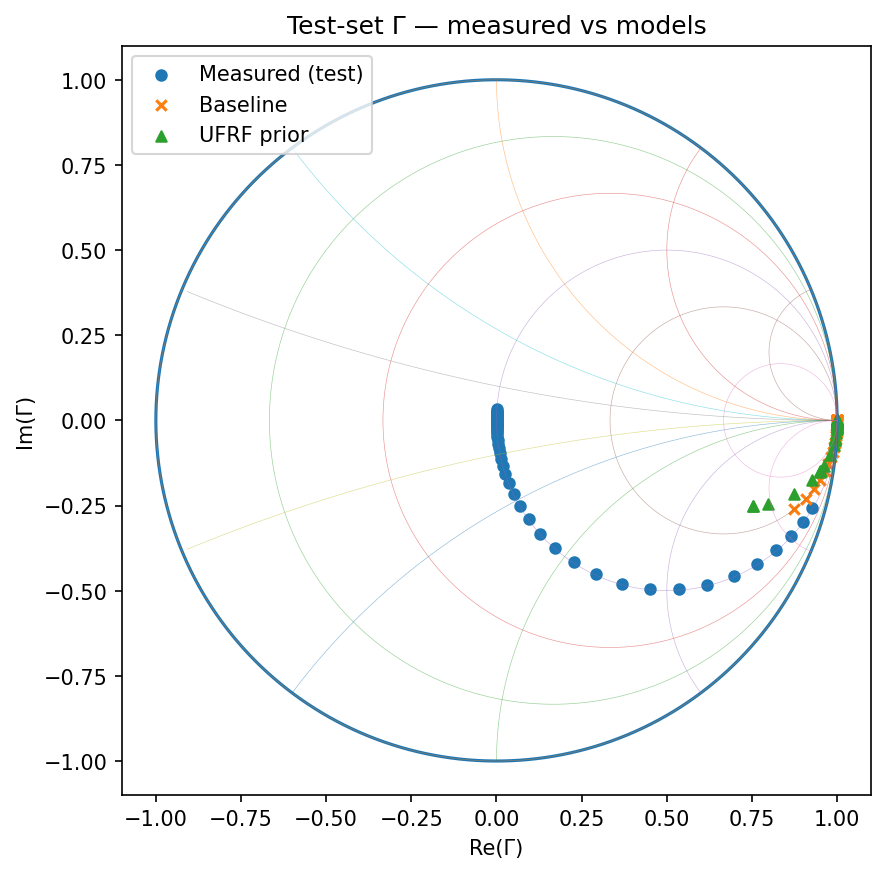 Test-set Γ — measured vs models
Measured (test)
Baseline
UFRF prior
1.00
0.75
0.50
0.25
0.00
−0.25
−0.50
−0.75
−1.00
Im(Γ)
−1.00 −0.75 −0.50 −0.25 0.00 0.25 0.50 0.75 1.00
Re(Γ)